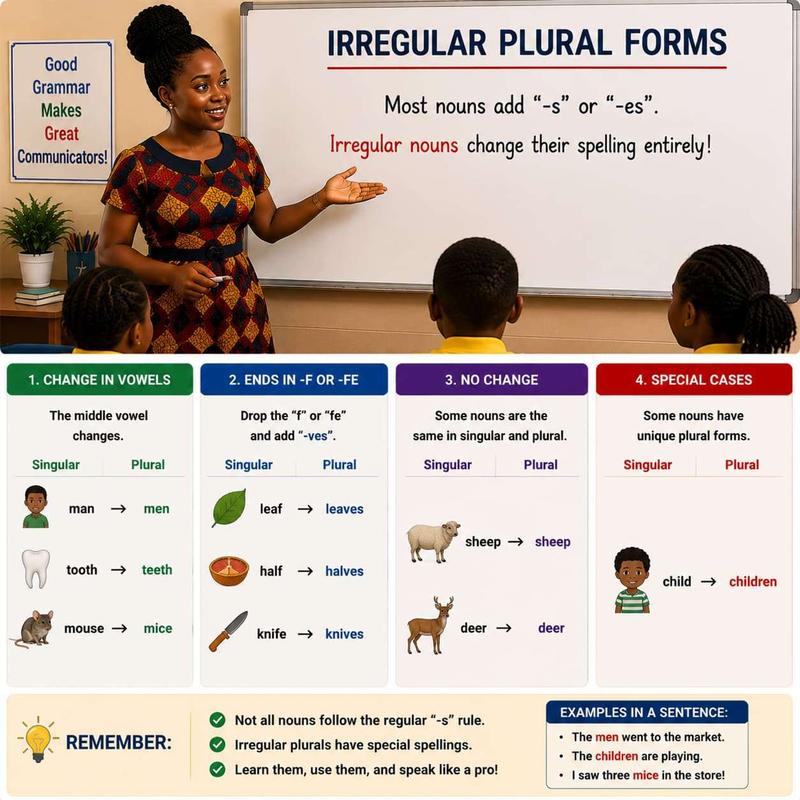 Good
Grammar
Makes
Great
Communicators!
IRREGULAR PLURAL FORMS
Most nouns add “-s” or “-es”.
Irregular nouns change their spelling entirely!
1. CHANGE IN VOWELS
The middle vowel
changes.
Singular Plural
man → men
tooth → teeth
mouse → mice
2. ENDS IN -F OR -FE
Drop the “f” or “fe”
and add “-ves”.
Singular Plural
leaf → leaves
half → halves
knife → knives
3. NO CHANGE
Some nouns are the
same in singular and plural.
Singular Plural
sheep → sheep
deer → deer
4. SPECIAL CASES
Some nouns have
unique plural forms.
Singular Plural
child → children
REMEMBER:
Not all nouns follow the regular “-s” rule.
Irregular plurals have special spellings.
Learn them, use them, and speak like a pro!
EXAMPLES IN A SENTENCE:
• The men went to the market.
• The children are playing.
• I saw three mice in the store!